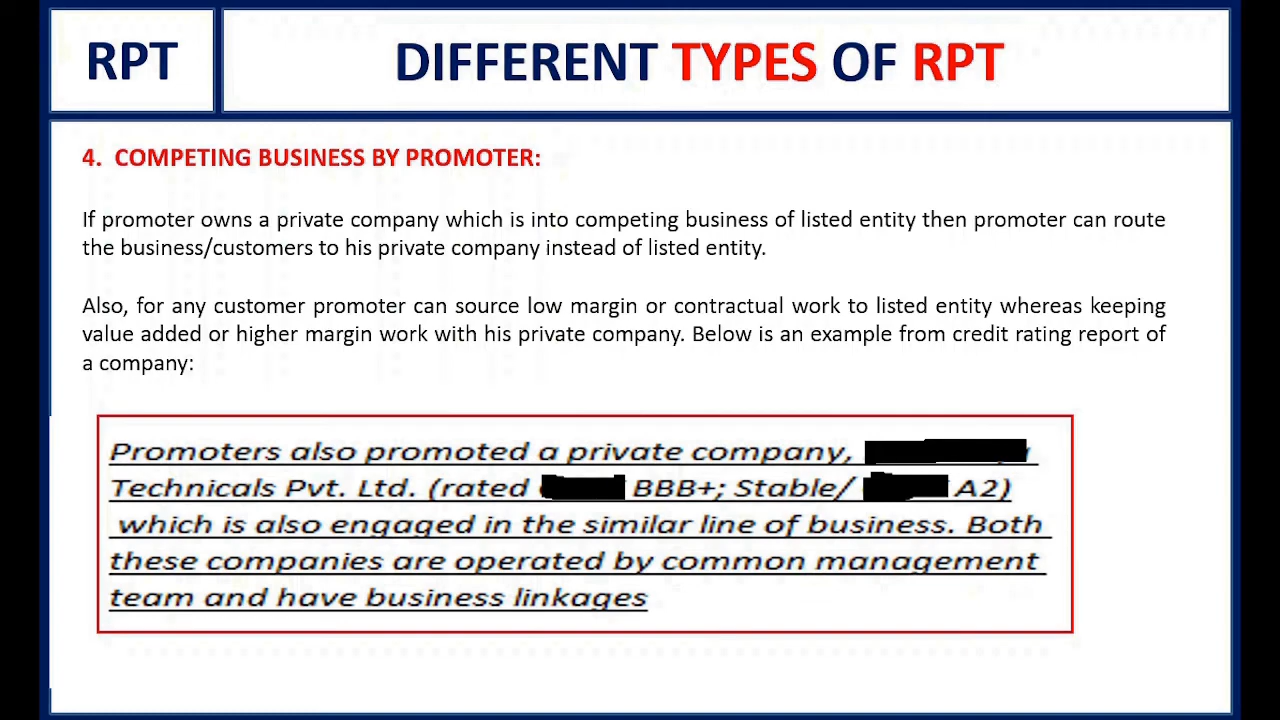 RPT
DIFFERENT TYPES OF RPT
4. COMPETING BUSINESS BY PROMOTER:
If promoter owns a private company which is into competing business of listed entity then promoter can route
the business/customers to his private company instead of listed entity.
Also, for any customer promoter can source low margin or contractual work to listed entity whereas keeping
value added or higher margin work with his private company. Below is an example from credit rating report of
a company:
Promoters also promoted a private company,
Technicals Pvt. Ltd. (rated BBB+; Stable/ A2)
which is also engaged in the similar line of business. Both
these companies are operated by common management
team and have business linkages